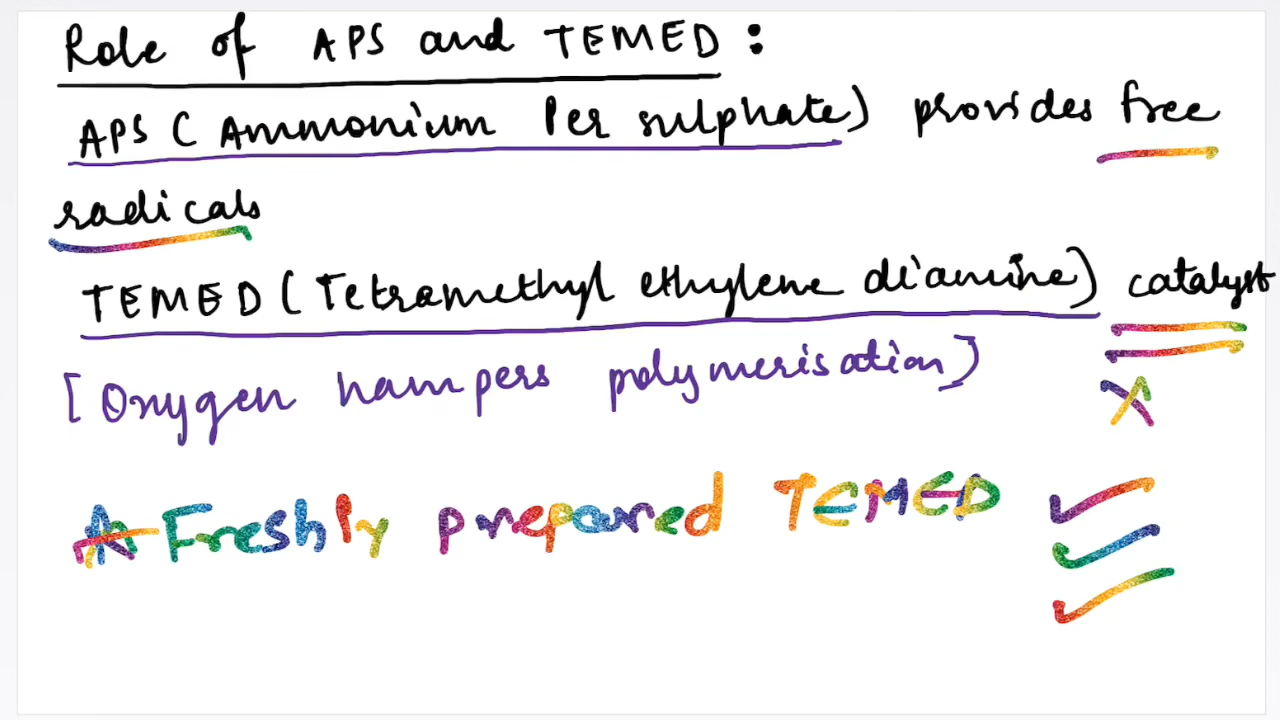 Role of APS and TEMED :
APS ( Ammonium Per sulphate) provides free
radicals
TEMED ( Tetramethyl ethylene diamine) catalyst
[Oxygen hampers polymerisation]
Freshly prepared TEMED